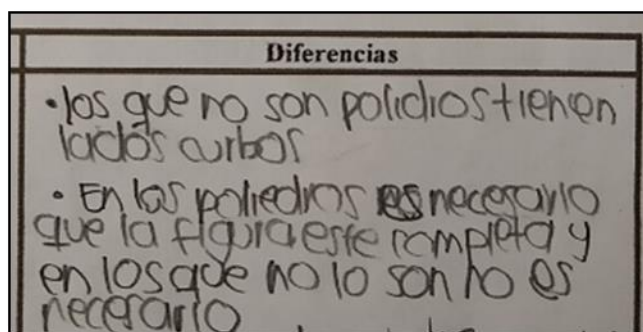 Diferencias
• los que no son polidios tienen
lados curbos
• En los poliedros es necesario
que la figura este completa y
en los que no lo son no es
necesario